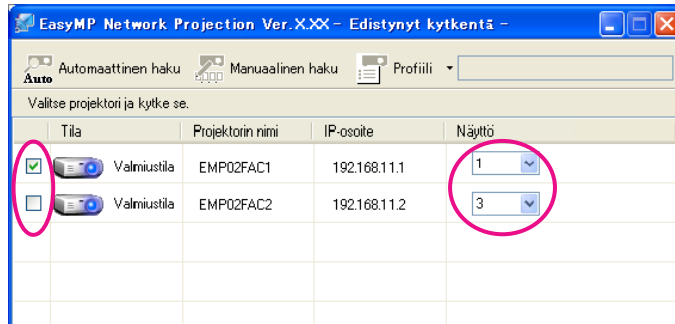 EasyMP Network Projection Ver.X.XX - Edistynyt kytkentä -
Auto Automaattinen haku Manuaalinen haku Profiili
Valitse projektori ja kytke se.
Tila Projektorin nimi IP-osoite Näyttö
Valmiustila EMP02FAC1 192.168.11.1 1
Valmiustila EMP02FAC2 192.168.11.2 3